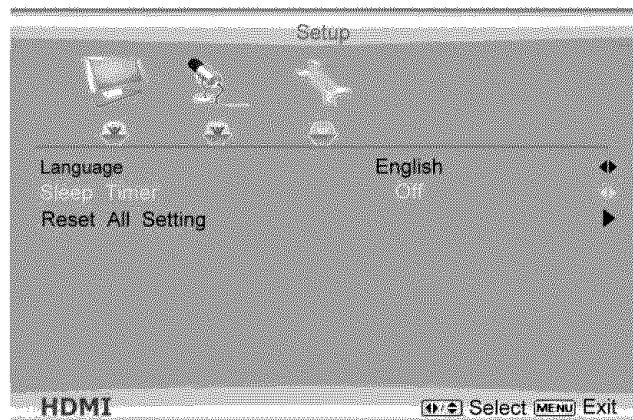 Setup
Language English
Sleep Timer Off
Reset All Setting
HDMI Select MENU Exit